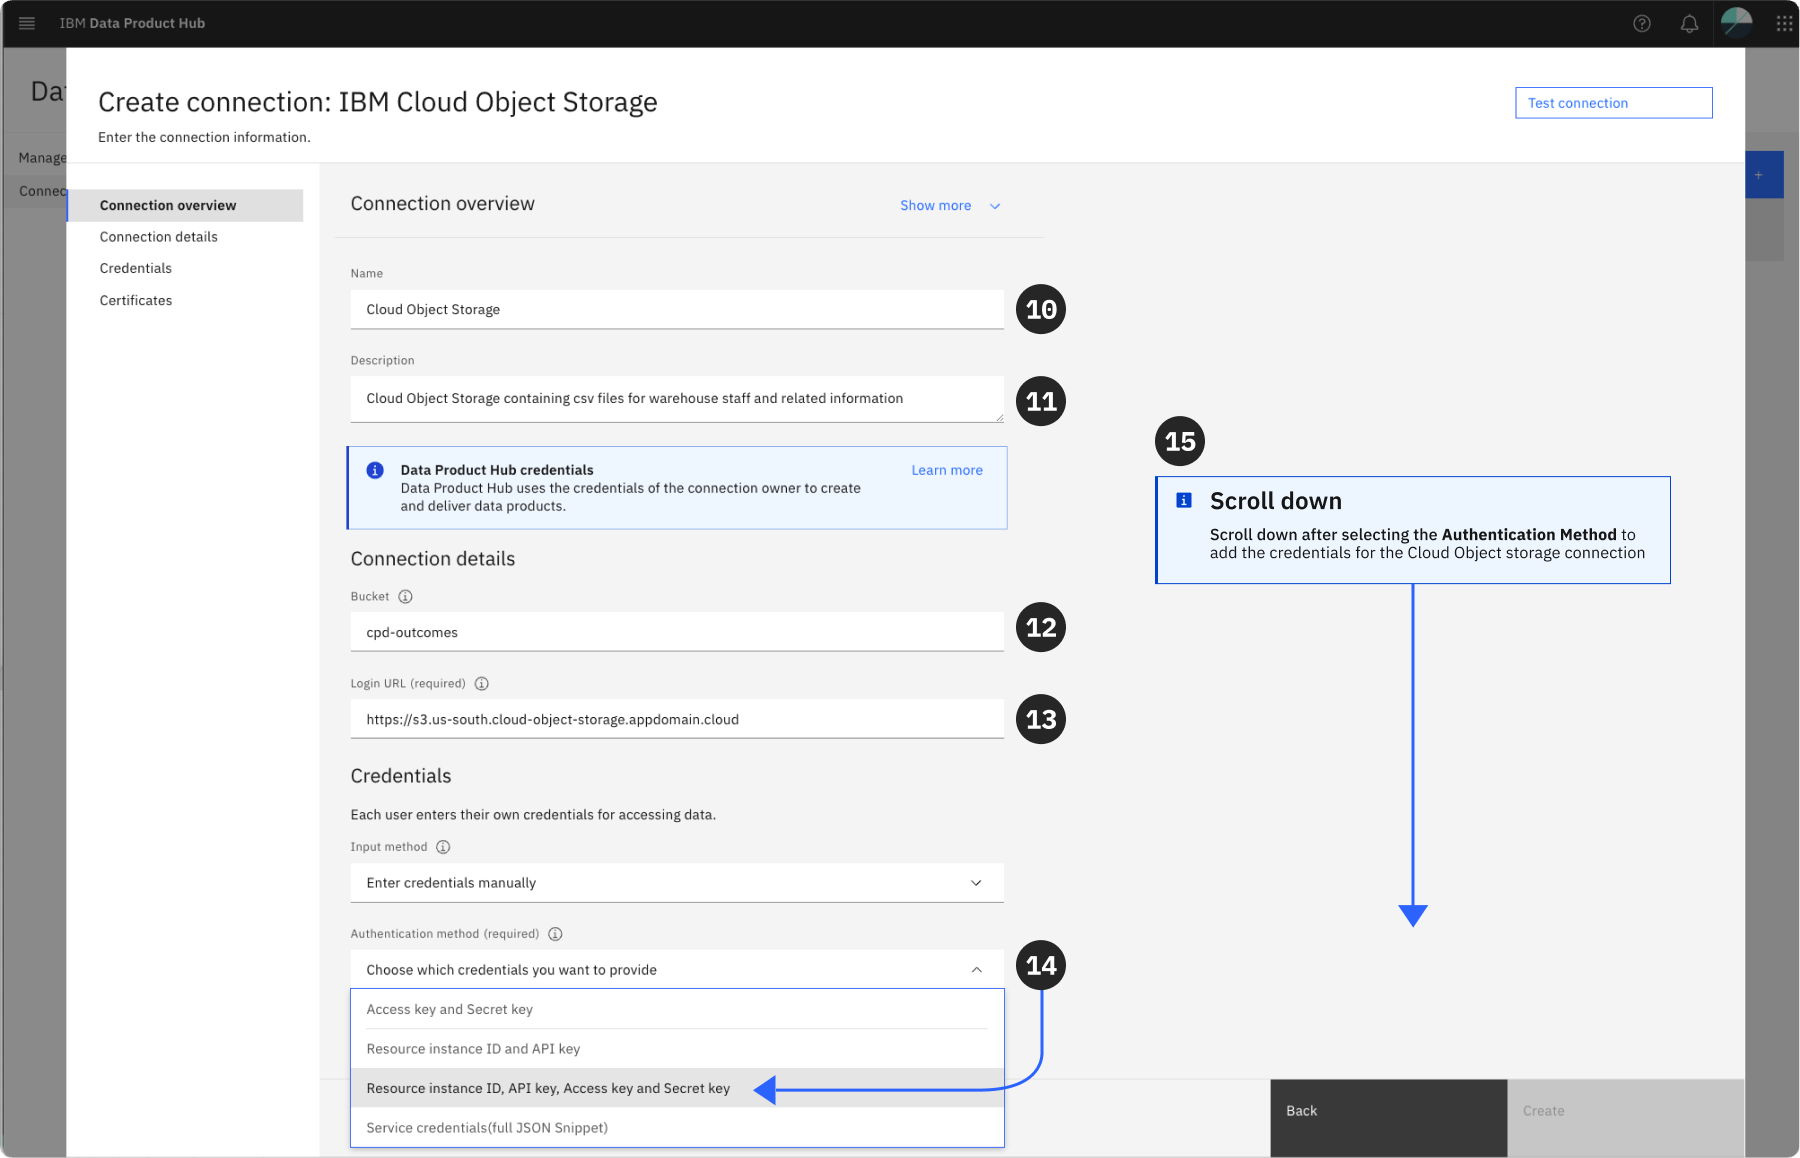 IBM Data Product Hub
Da
Create connection: IBM Cloud Object Storage
Test connection
Enter the connection information.
Manage
Connec
+
Connection overview
Connection details
Credentials
Certificates
Connection overview
Show more
Name
Cloud Object Storage
10
Description
Cloud Object Storage containing csv files for warehouse staff and related information
11
Data Product Hub credentials
Learn more
Data Product Hub uses the credentials of the connection owner to create
and deliver data products.
Connection details
Bucket
cpd-outcomes
12
Login URL (required)
https://s3.us-south.cloud-object-storage.appdomain.cloud
13
Credentials
Each user enters their own credentials for accessing data.
Input method
Enter credentials manually
Authentication method (required)
Choose which credentials you want to provide
14
Access key and Secret key
Resource instance ID and API key
Resource instance ID, API key, Access key and Secret key
Service credentials(full JSON Snippet)
15
Scroll down
Scroll down after selecting the Authentication Method to
add the credentials for the Cloud Object storage connection
Back
Create